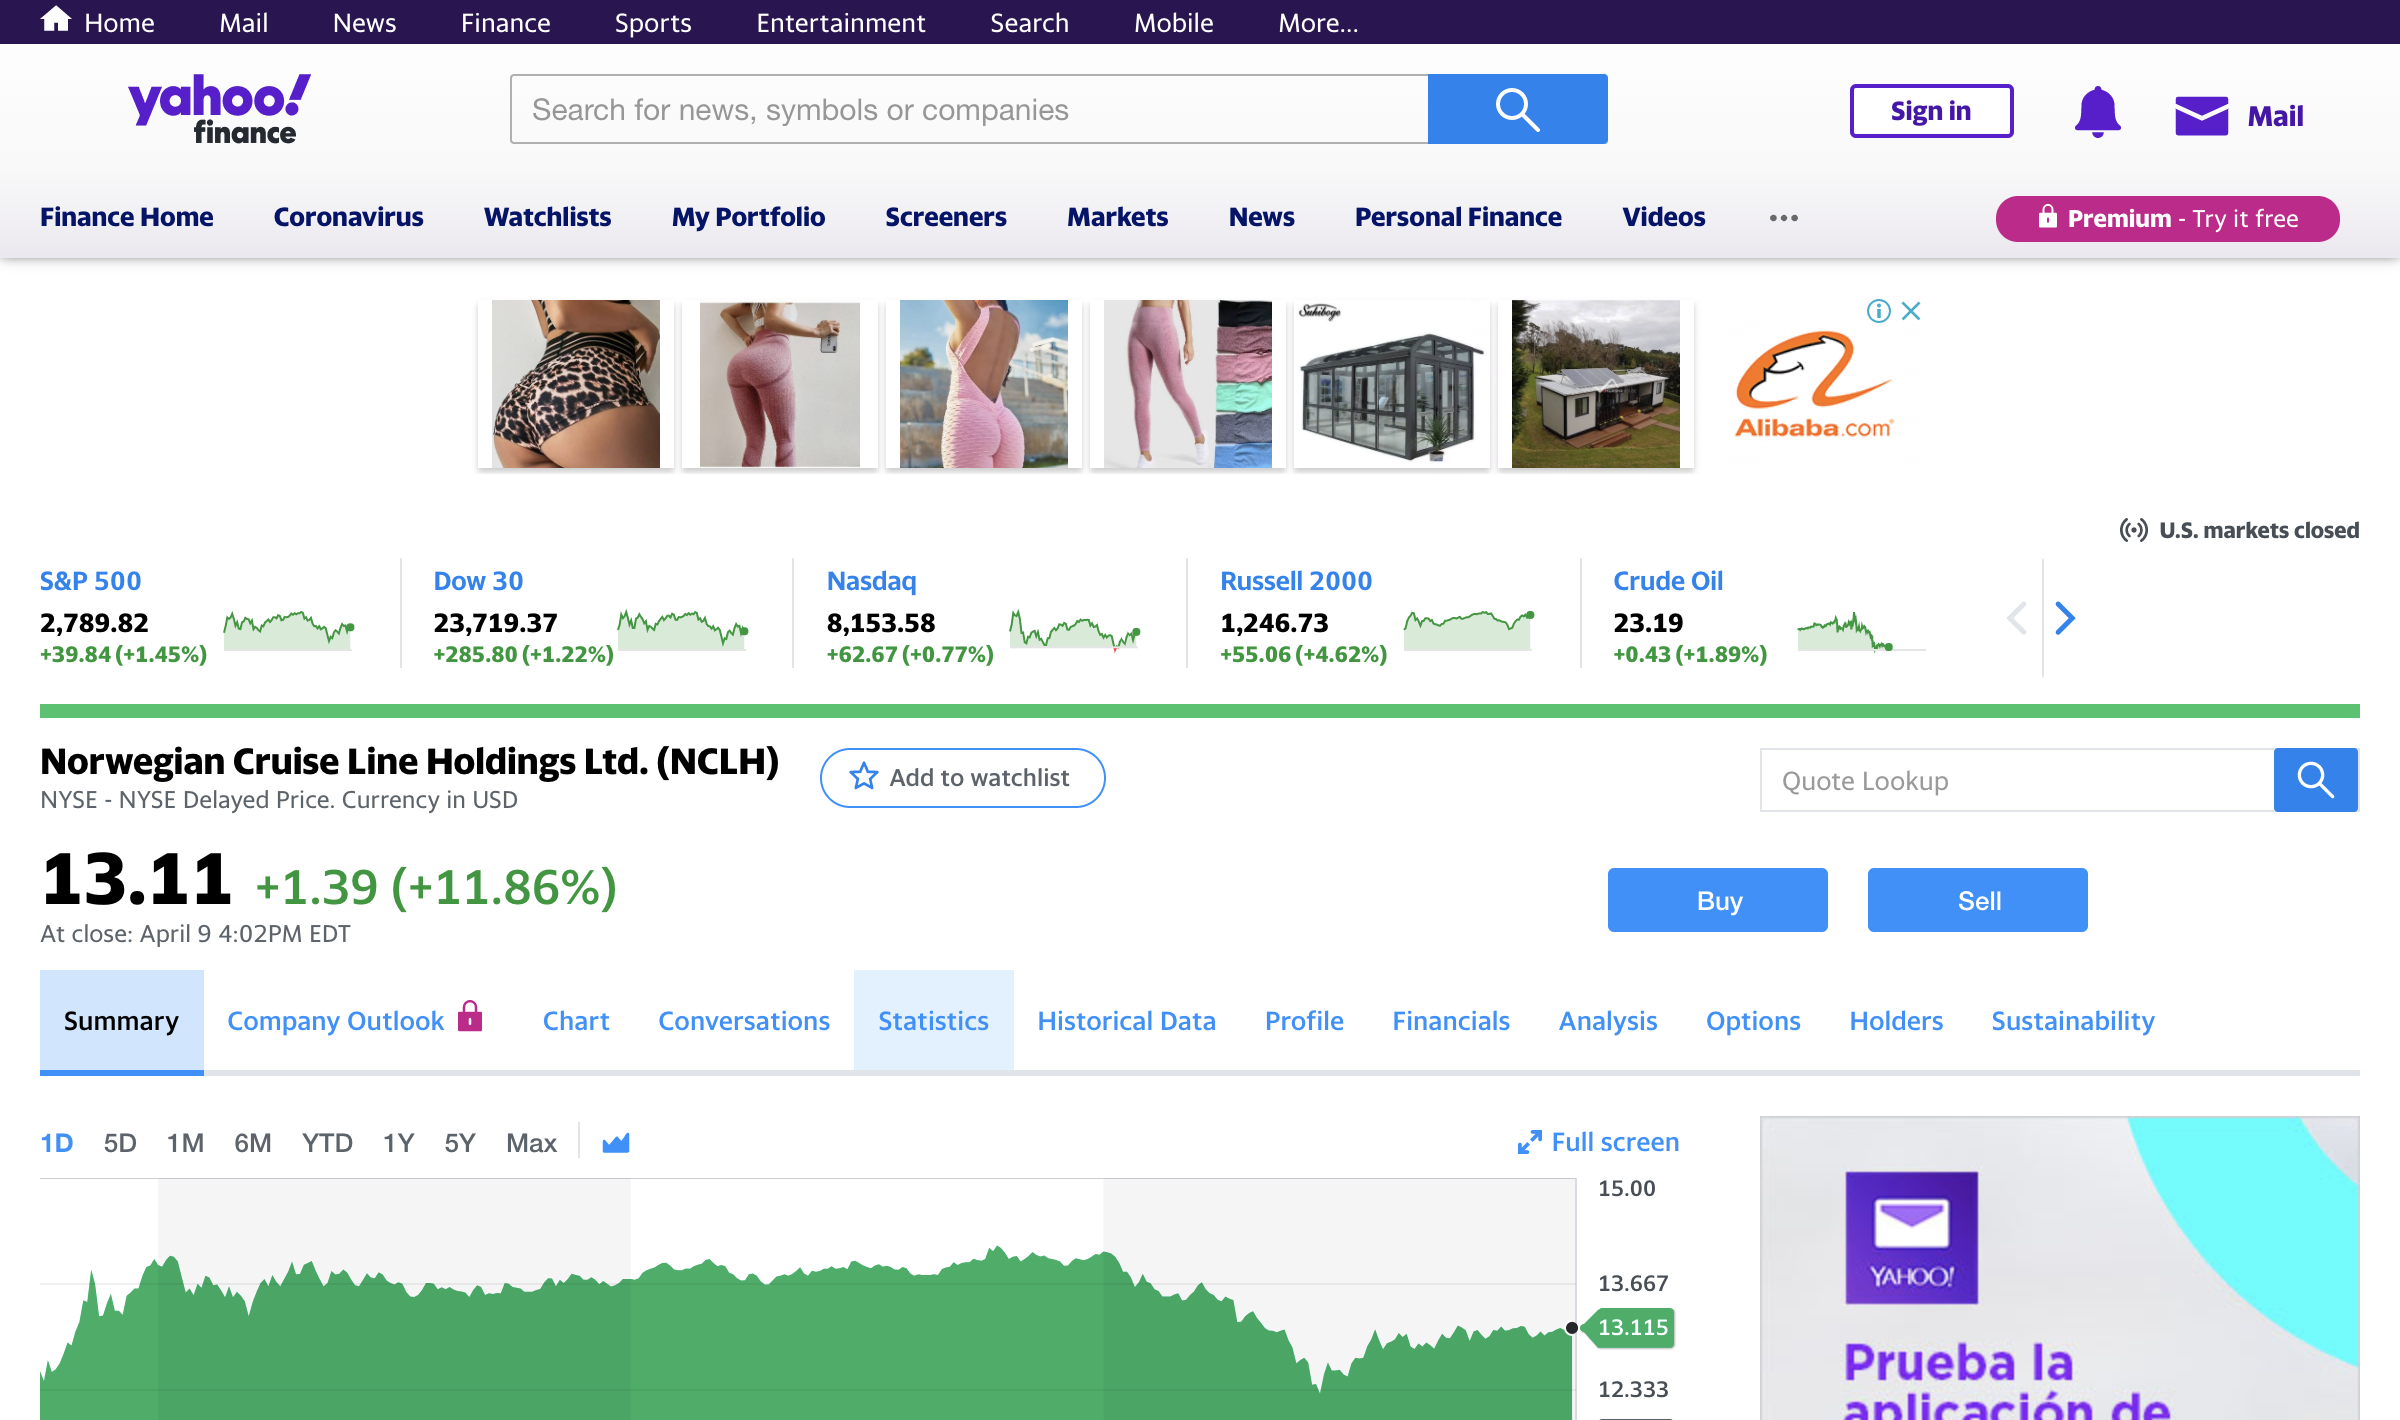 Home Mail News Finance Sports Entertainment Search Mobile More...
yahoo!
finance
Search for news, symbols or companies
Sign in
Mail
Finance Home Coronavirus Watchlists My Portfolio Screeners Markets News Personal Finance Videos
Premium - Try it free
Suhiboge
Alibaba.com
U.S. markets closed
S&P 500
2,789.82
+39.84 (+1.45%)
Dow 30
23,719.37
+285.80 (+1.22%)
Nasdaq
8,153.58
+62.67 (+0.77%)
Russell 2000
1,246.73
+55.06 (+4.62%)
Crude Oil
23.19
+0.43 (+1.89%)
Norwegian Cruise Line Holdings Ltd. (NCLH)
NYSE - NYSE Delayed Price. Currency in USD
Add to watchlist
Quote Lookup
13.11 +1.39 (+11.86%)
At close: April 9 4:02PM EDT
Buy
Sell
Summary Company Outlook Chart Conversations Statistics Historical Data Profile Financials Analysis Options Holders Sustainability
1D 5D 1M 6M YTD 1Y 5Y Max
Full screen
15.00
13.667
13.115
12.333
YAHOO!
Prueba la
aplicación de